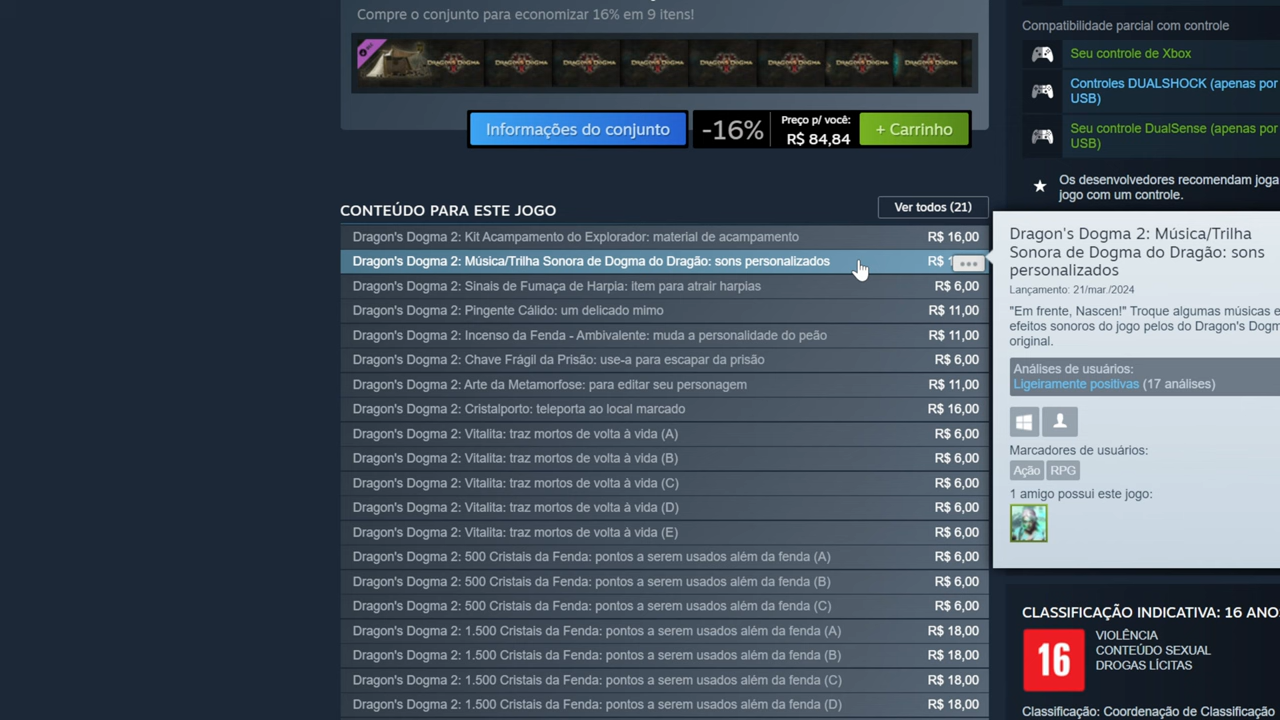 Compre o conjunto para economizar 16% em 9 itens!
Informações do conjunto
-16%
Preço p/ você:
R$ 84,84
+ Carrinho
CONTEÚDO PARA ESTE JOGO
Ver todos (21)
Dragon's Dogma 2: Kit Acampamento do Explorador: material de acampamento R$ 16,00
Dragon's Dogma 2: Música/Trilha Sonora de Dogma do Dragão: sons personalizados R$
Dragon's Dogma 2: Sinais de Fumaça de Harpia: item para atrair harpias R$ 6,00
Dragon's Dogma 2: Pingente Cálido: um delicado mimo R$ 11,00
Dragon's Dogma 2: Incenso da Fenda - Ambivalente: muda a personalidade do peão R$ 11,00
Dragon's Dogma 2: Chave Frágil da Prisão: use-a para escapar da prisão R$ 6,00
Dragon's Dogma 2: Arte da Metamorfose: para editar seu personagem R$ 11,00
Dragon's Dogma 2: Cristalporto: teleporta ao local marcado R$ 16,00
Dragon's Dogma 2: Vitalita: traz mortos de volta à vida (A) R$ 6,00
Dragon's Dogma 2: Vitalita: traz mortos de volta à vida (B) R$ 6,00
Dragon's Dogma 2: Vitalita: traz mortos de volta à vida (C) R$ 6,00
Dragon's Dogma 2: Vitalita: traz mortos de volta à vida (D) R$ 6,00
Dragon's Dogma 2: Vitalita: traz mortos de volta à vida (E) R$ 6,00
Dragon's Dogma 2: 500 Cristais da Fenda: pontos a serem usados além da fenda (A) R$ 6,00
Dragon's Dogma 2: 500 Cristais da Fenda: pontos a serem usados além da fenda (B) R$ 6,00
Dragon's Dogma 2: 500 Cristais da Fenda: pontos a serem usados além da fenda (C) R$ 6,00
Dragon's Dogma 2: 1.500 Cristais da Fenda: pontos a serem usados além da fenda (A) R$ 18,00
Dragon's Dogma 2: 1.500 Cristais da Fenda: pontos a serem usados além da fenda (B) R$ 18,00
Dragon's Dogma 2: 1.500 Cristais da Fenda: pontos a serem usados além da fenda (C) R$ 18,00
Dragon's Dogma 2: 1.500 Cristais da Fenda: pontos a serem usados além da fenda (D) R$ 18,00
Compatibilidade parcial com controle
Seu controle de Xbox
Controles DUALSHOCK (apenas por
USB)
Seu controle DualSense (apenas por
USB)
Os desenvolvedores recomendam joga
jogo com um controle.
Dragon's Dogma 2: Música/Trilha
Sonora de Dogma do Dragão: sons
personalizados
Lançamento: 21/mar./2024
"Em frente, Nascen!" Troque algumas músicas e
efeitos sonoros do jogo pelos do Dragon's Dogm
original.
Análises de usuários:
Ligeiramente positivas (17 análises)
Marcadores de usuários:
Ação RPG
1 amigo possui este jogo:
CLASSIFICAÇÃO INDICATIVA: 16 ANO
16
VIOLÊNCIA
CONTEÚDO SEXUAL
DROGAS LÍCITAS
Classificação: Coordenação de Classificação